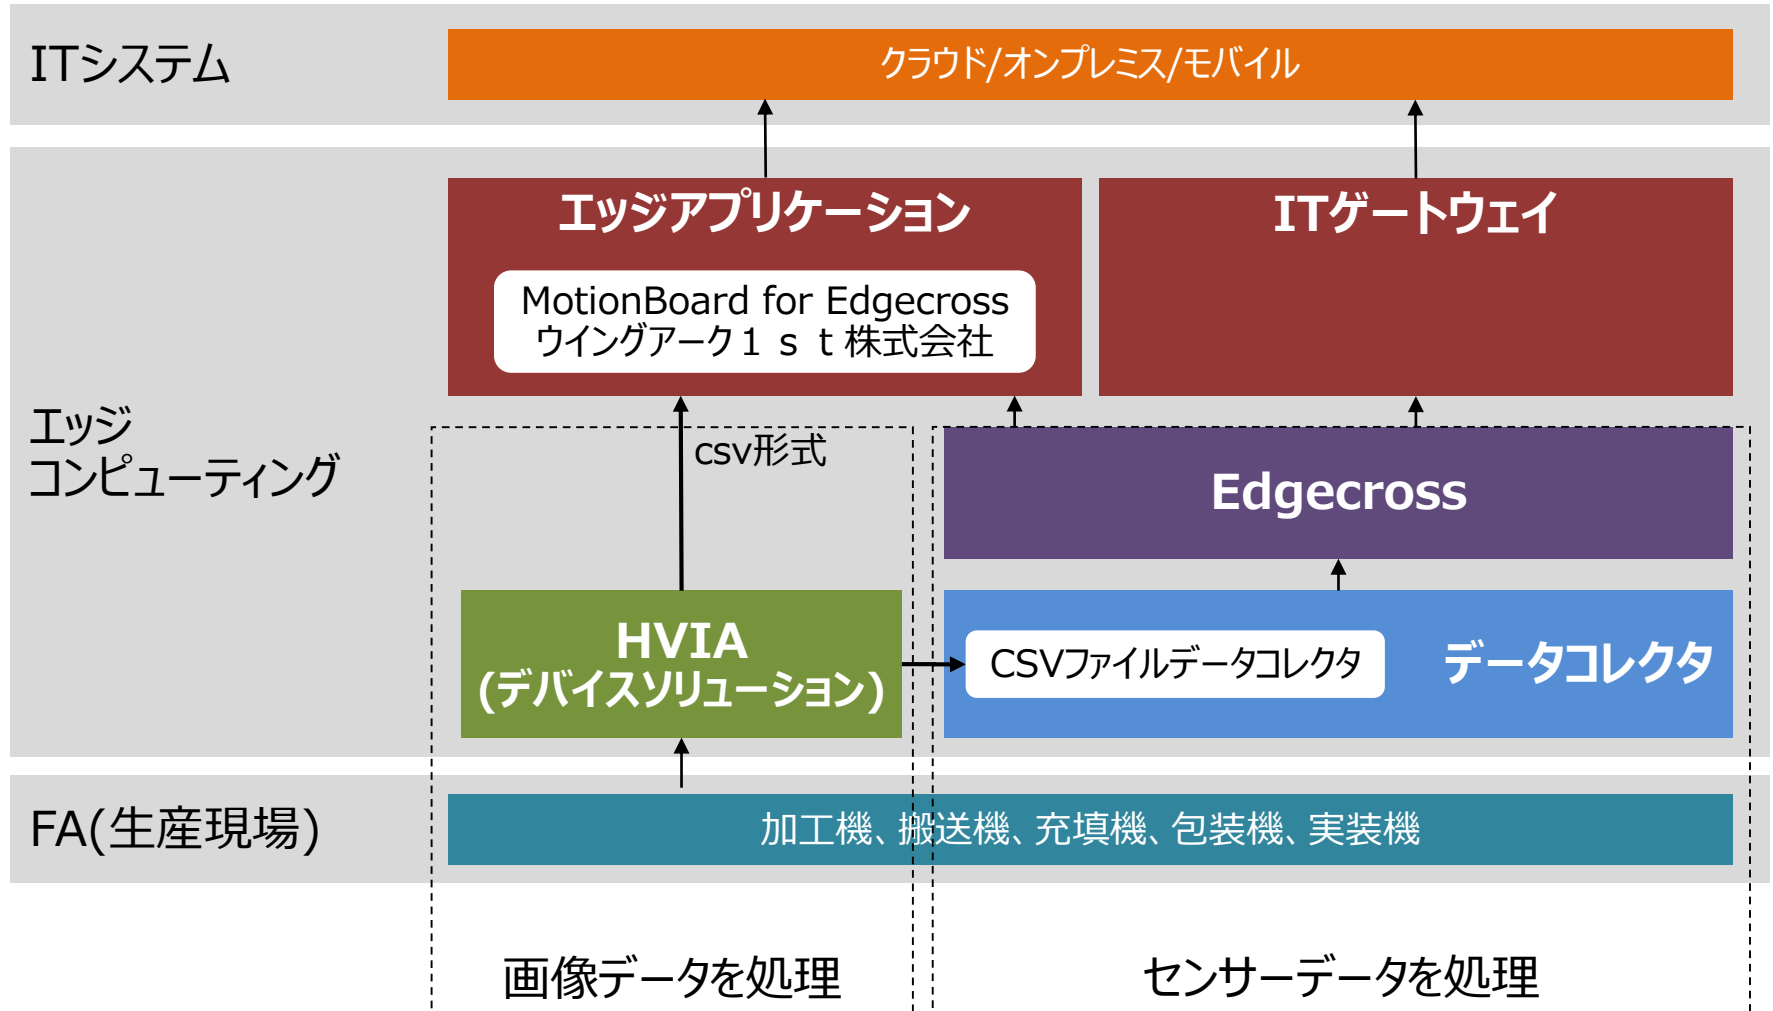 ITシステム
クラウド/オンプレミス/モバイル
エッジアプリケーション
ITゲートウェイ
MotionBoard for Edgecross
ウイングアーク１ｓｔ株式会社
エッジ
コンピューティング
csv形式
Edgecross
HVIA
(デバイスソリューション)
CSVファイルデータコレクタ
データコレクタ
FA(生産現場)
加工機、搬送機、充填機、包装機、実装機
画像データを処理
センサーデータを処理